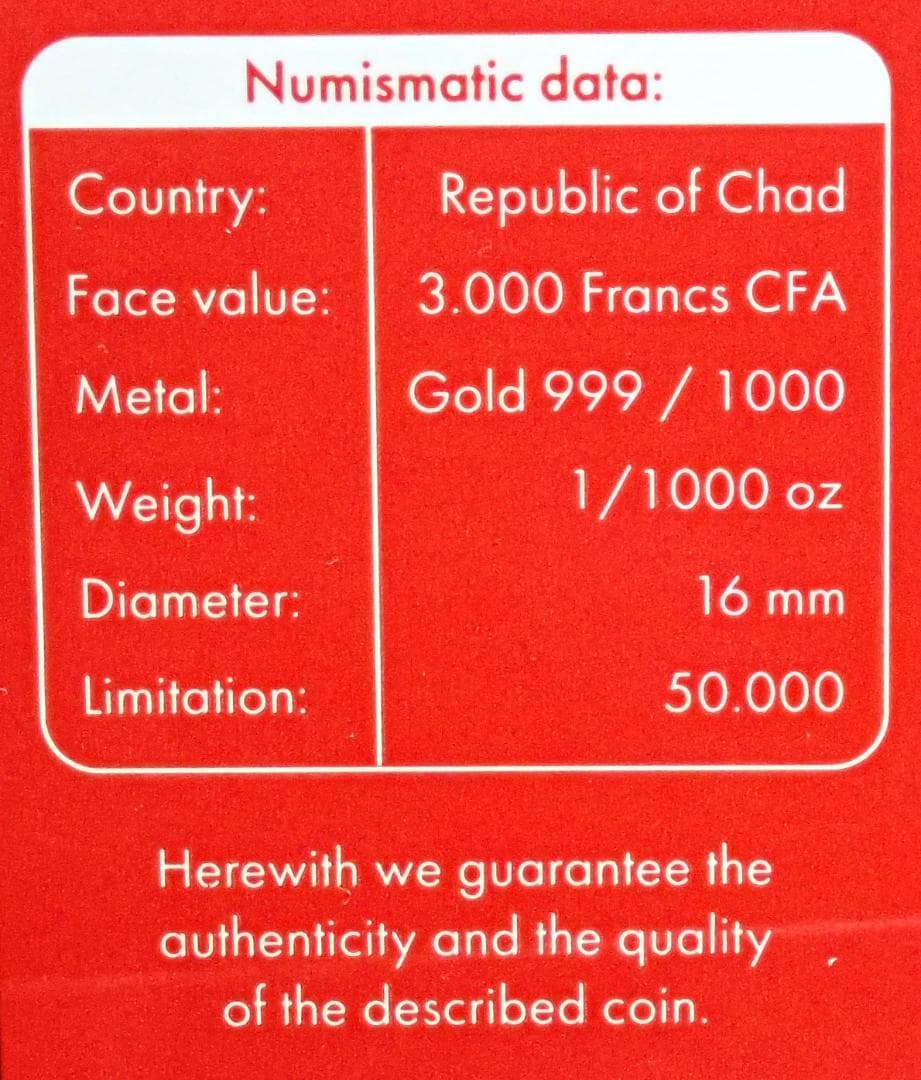 Numismatic data:
Country: Republic of Chad
Face value: 3.000 Francs CFA
Metal: Gold 999 / 1000
Weight: 1/1000 oz
Diameter: 16 mm
Limitation: 50.000
Herewith we guarantee the
authenticity and the quality
of the described coin.